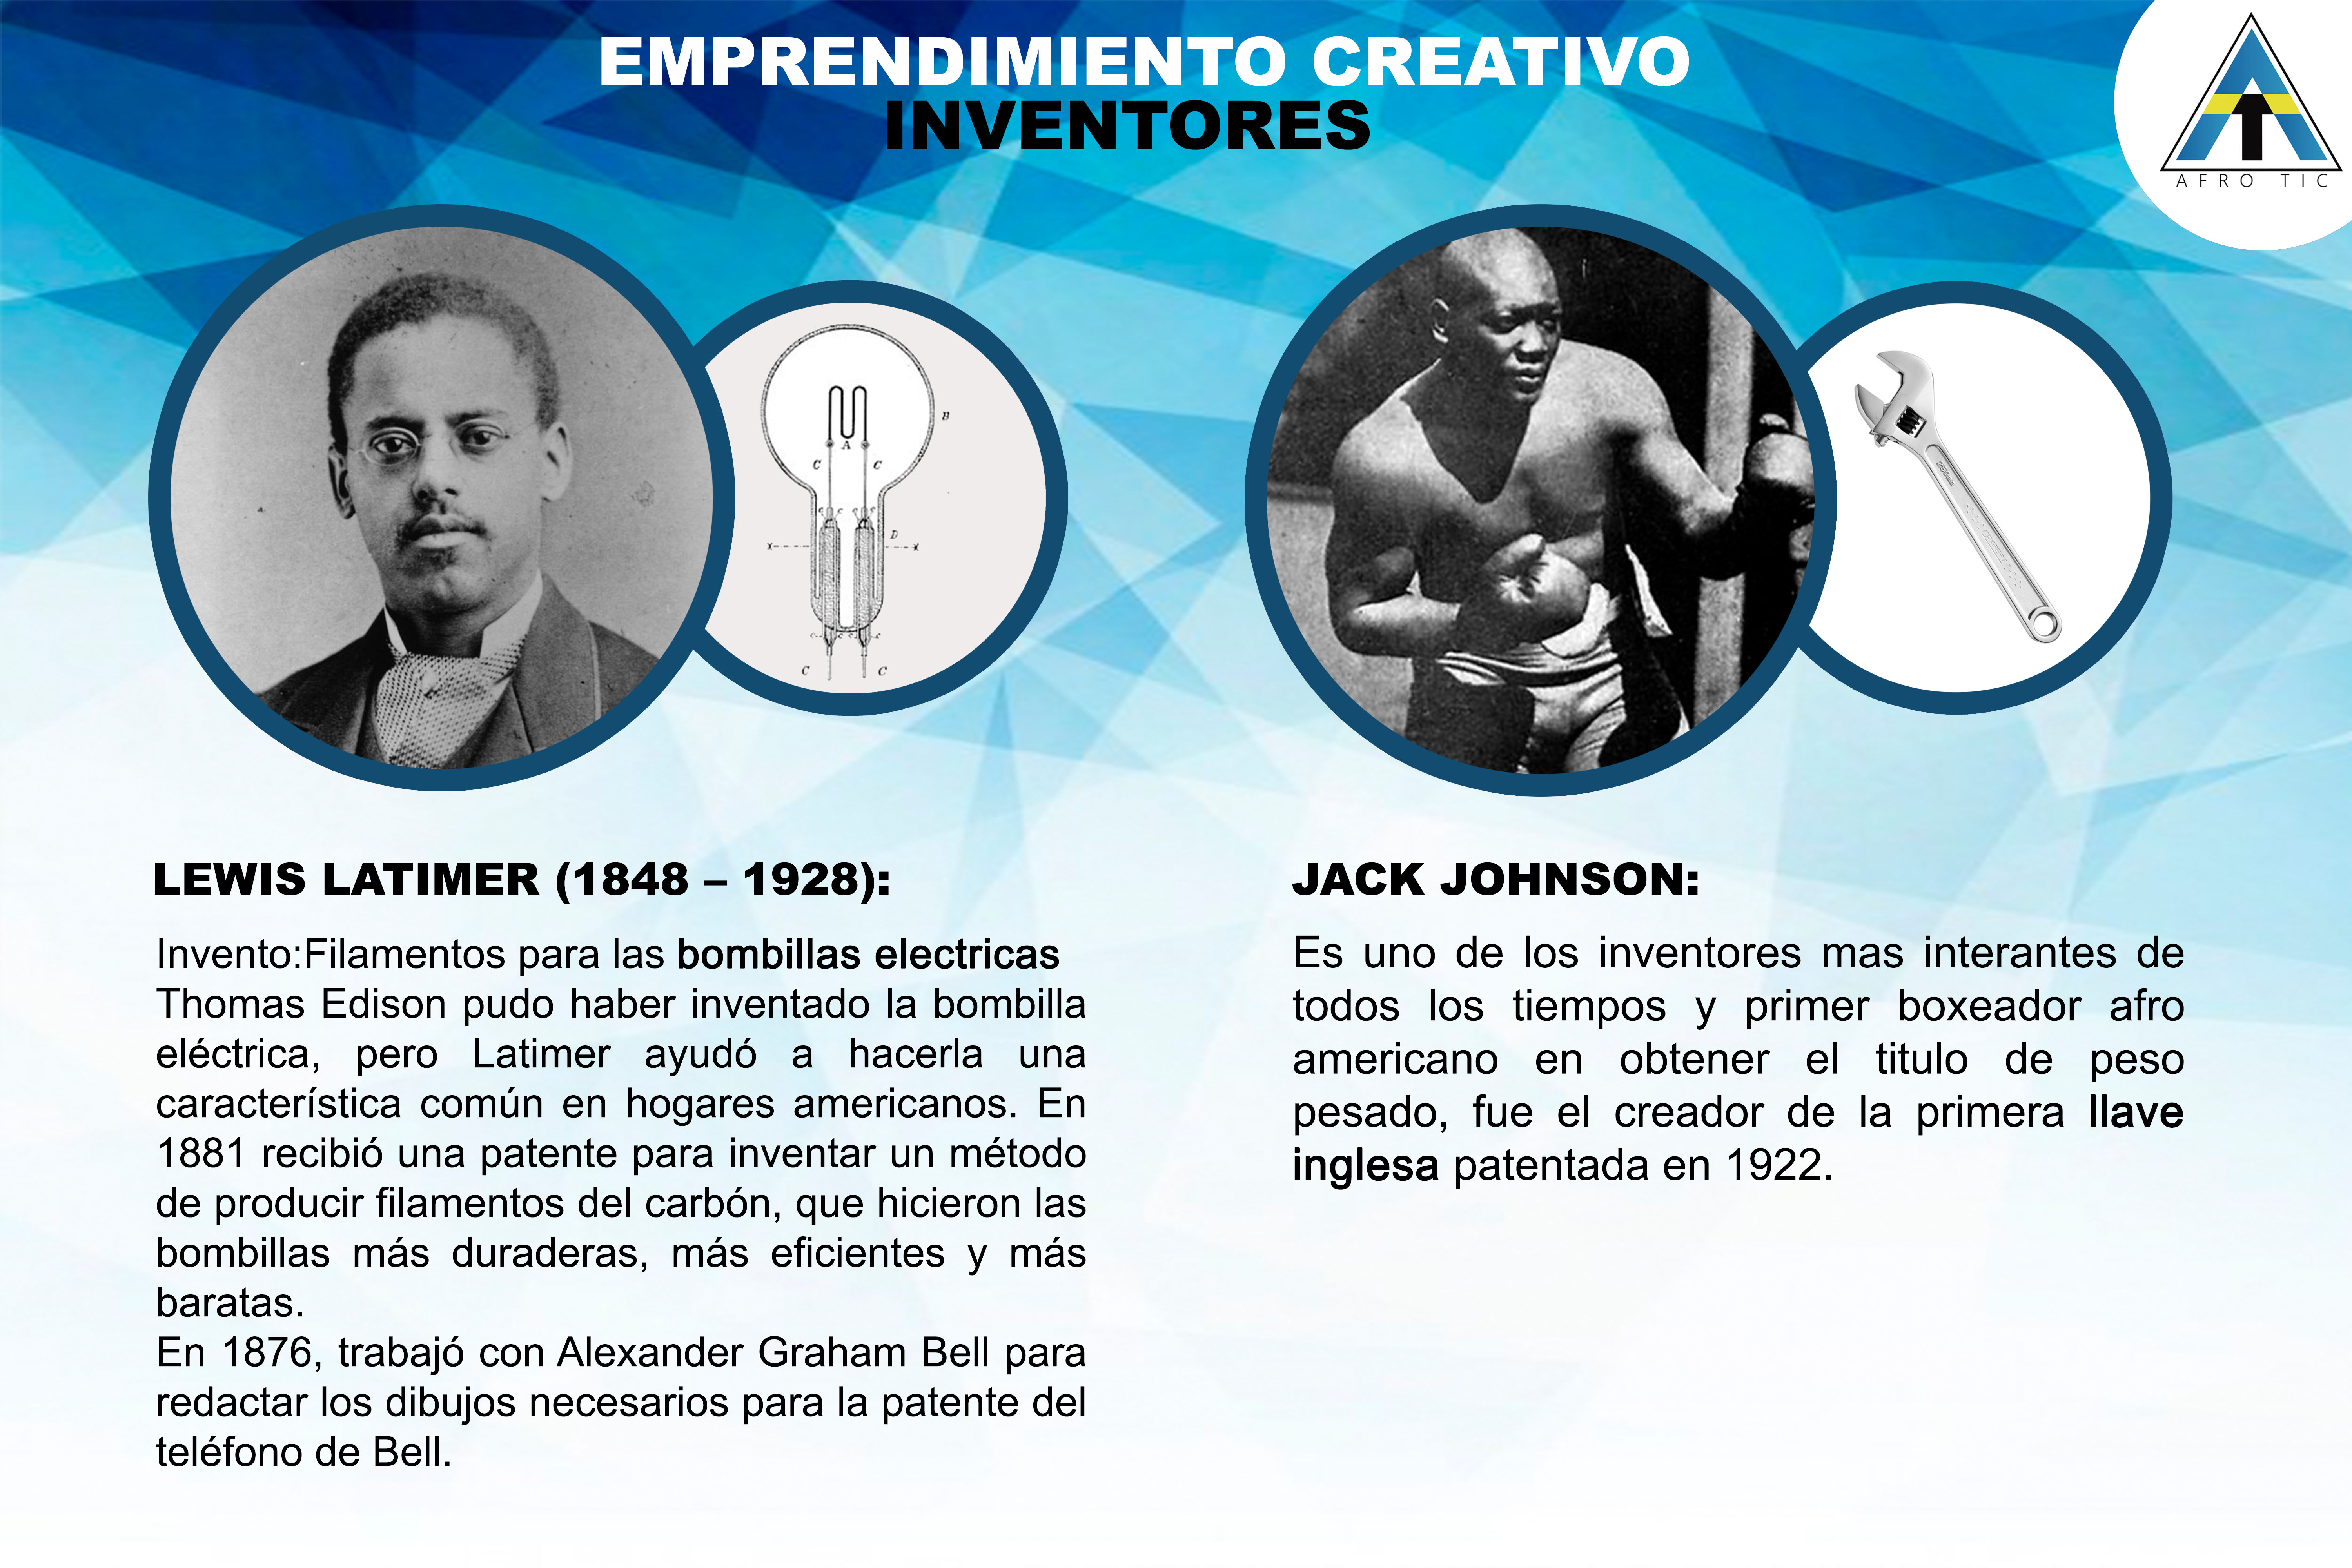 EMPRENDIMIENTO CREATIVO
INVENTORES
AFRO TIC
B
A
C C
D
C C
LEWIS LATIMER (1848 – 1928):
Invento:Filamentos para las bombillas electricas
Thomas Edison pudo haber inventado la bombilla
eléctrica, pero Latimer ayudó a hacerla una
característica común en hogares americanos. En
1881 recibió una patente para inventar un método
de producir filamentos del carbón, que hicieron las
bombillas más duraderas, más eficientes y más
baratas.
En 1876, trabajó con Alexander Graham Bell para
redactar los dibujos necesarios para la patente del
teléfono de Bell.
JACK JOHNSON:
Es uno de los inventores mas interantes de
todos los tiempos y primer boxeador afro
americano en obtener el titulo de peso
pesado, fue el creador de la primera llave
inglesa patentada en 1922.